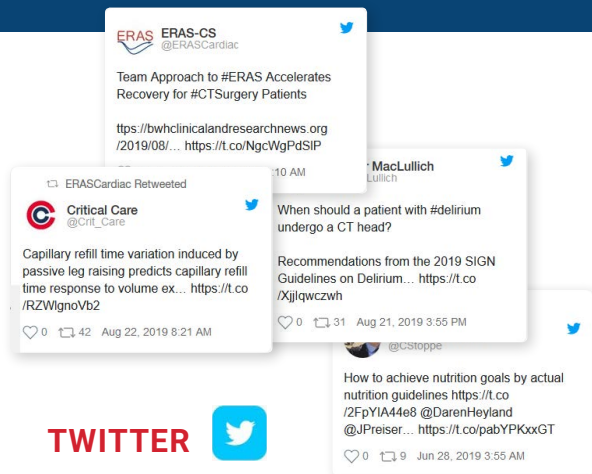 ERAS
ERAS-CS
@ERASCardiac
Team Approach to #ERAS Accelerates
Recovery for #CTSurgery Patients
ttps://bwhclinicalandresearchnews.org
/2019/08/… https://t.co/NgcWgPdSlP
:10 AM
ERASCardiac Retweeted
Critical Care
@Crit_Care
Capillary refill time variation induced by
passive leg raising predicts capillary refill
time response to volume ex… https://t.co
/RZWlgnoVb2
0 42 Aug 22, 2019 8:21 AM
MacLullich
Lullich
When should a patient with #delirium
undergo a CT head?
Recommendations from the 2019 SIGN
Guidelines on Delirium… https://t.co
/XjjIqwczwh
0 31 Aug 21, 2019 3:55 PM
@CStoppe
How to achieve nutrition goals by actual
nutrition guidelines https://t.co
/2FpYIA44e8 @DarenHeyland
@JPreiser… https://t.co/pabYPKxxGT
0 9 Jun 28, 2019 3:55 AM
TWITTER